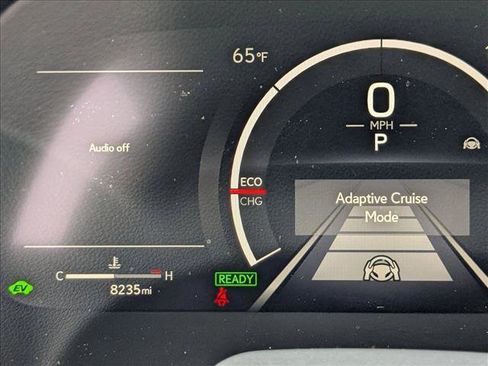 65°F
0
MPH
P
Audio off
ECO
CHG
Adaptive Cruise
Mode
C H
READY
EV
8235mi